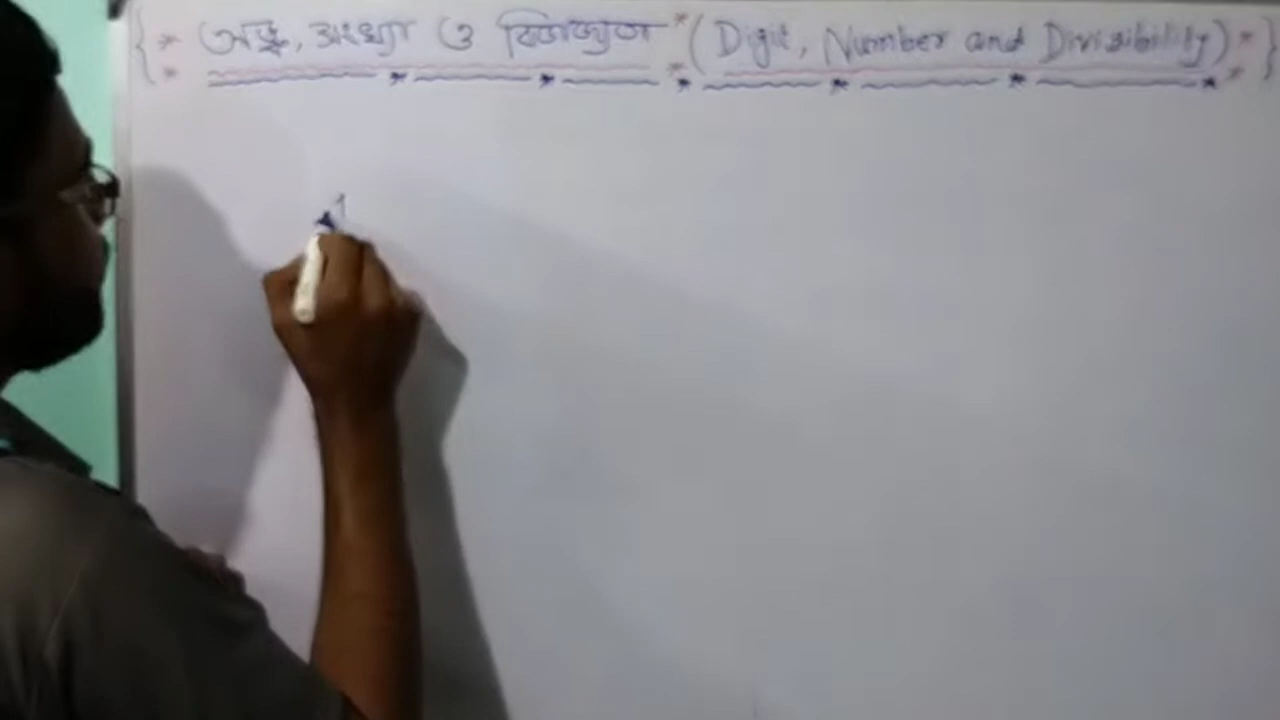 { অঙ্ক, সংখ্যা ও বিভাজ্যতা (Digit, Number and Divisibility) }